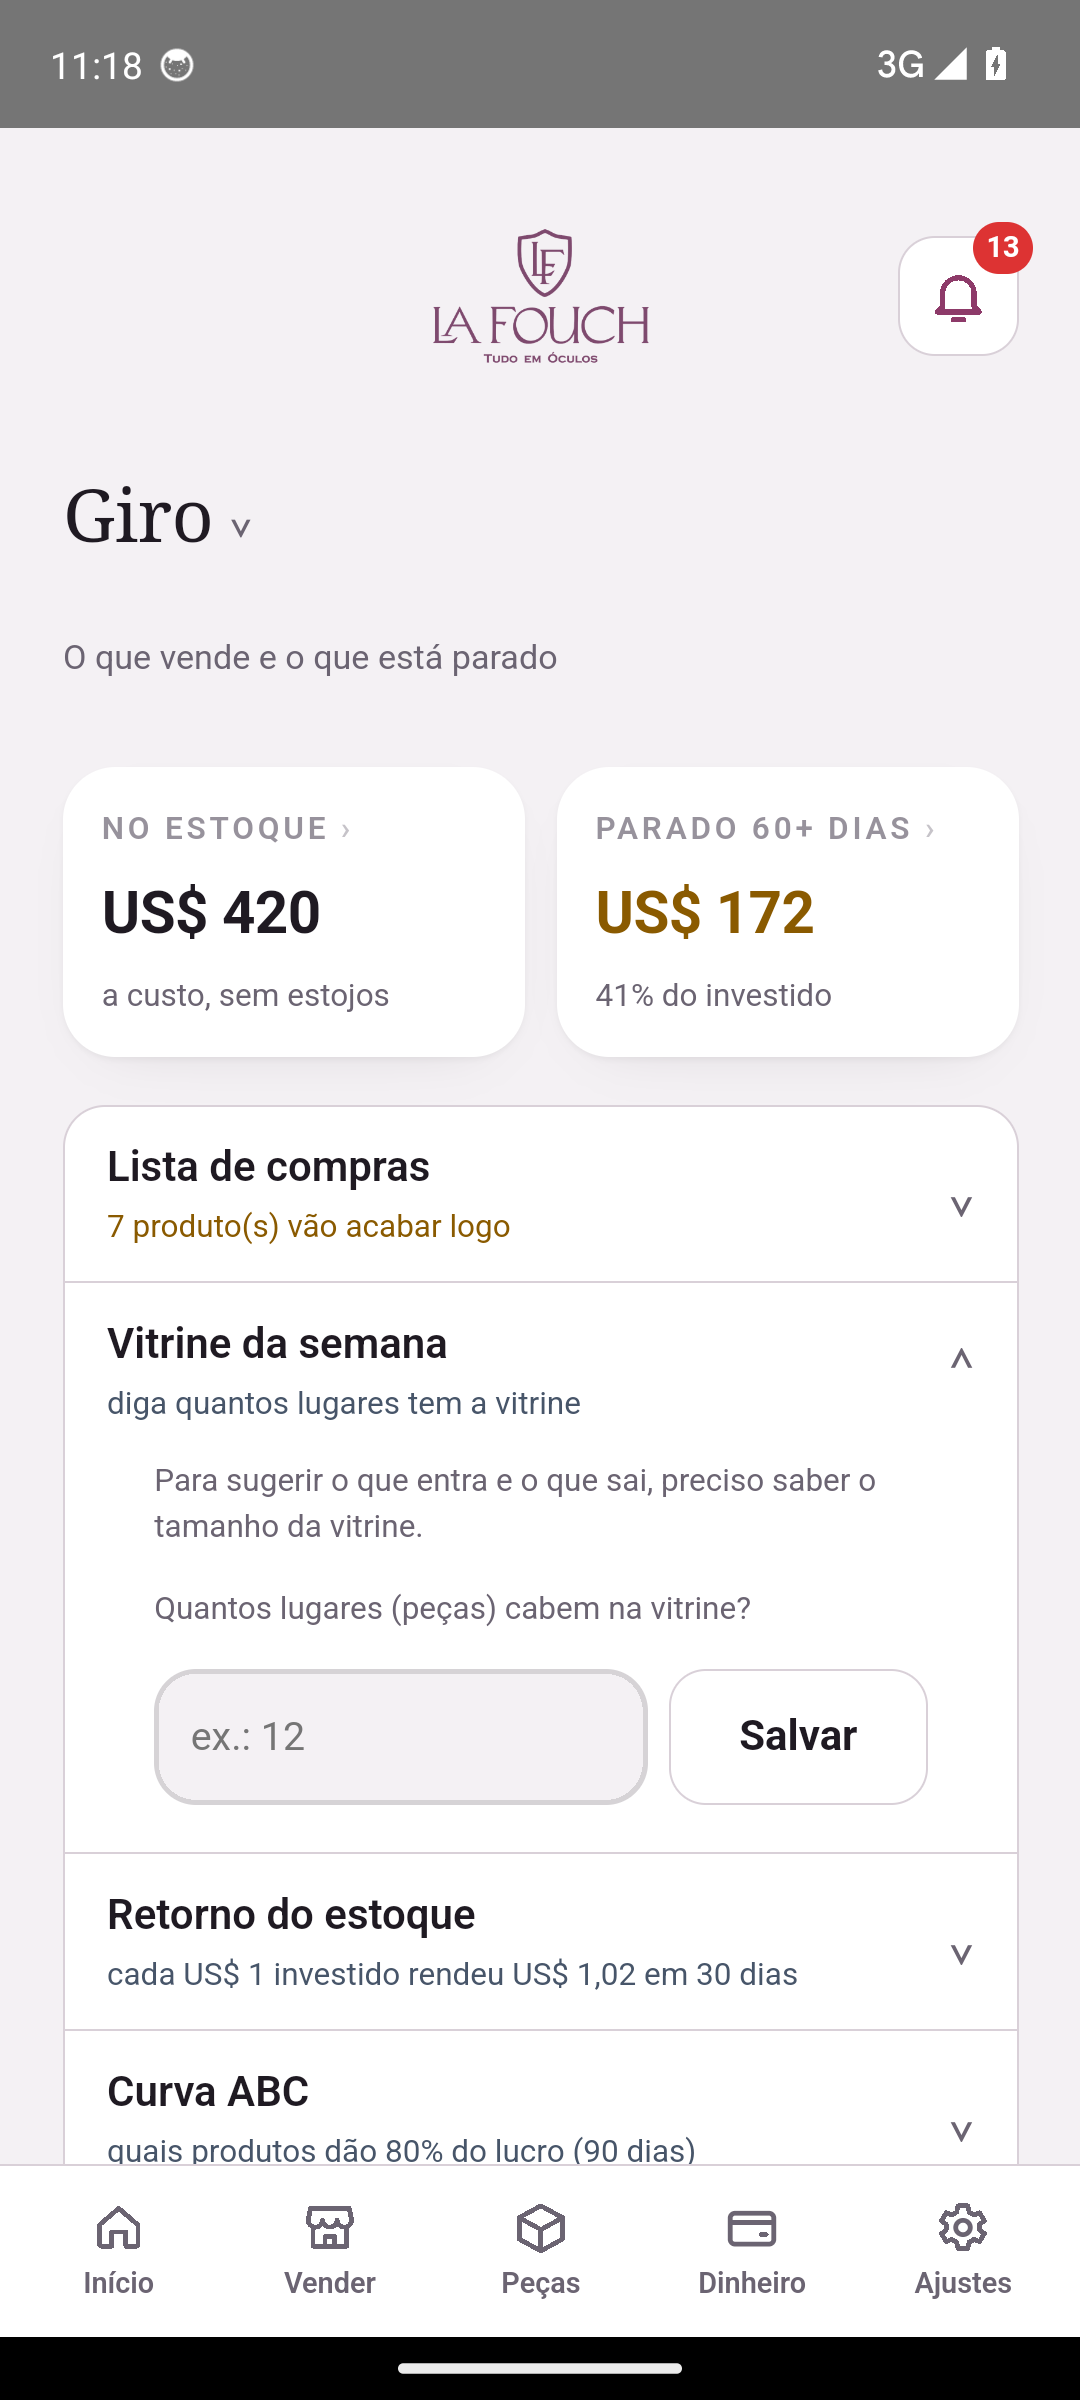 11:18
3G
LF
LA FOUCH
TUDO EM ÓCULOS
13
Giro
O que vende e o que está parado
NO ESTOQUE ›
US$ 420
a custo, sem estojos
PARADO 60+ DIAS ›
US$ 172
41% do investido
Lista de compras
7 produto(s) vão acabar logo
Vitrine da semana
diga quantos lugares tem a vitrine
Para sugerir o que entra e o que sai, preciso saber o
tamanho da vitrine.
Quantos lugares (peças) cabem na vitrine?
ex.: 12
Salvar
Retorno do estoque
cada US$ 1 investido rendeu US$ 1,02 em 30 dias
Curva ABC
quais produtos dão 80% do lucro (90 dias)
Início
Vender
Peças
Dinheiro
Ajustes